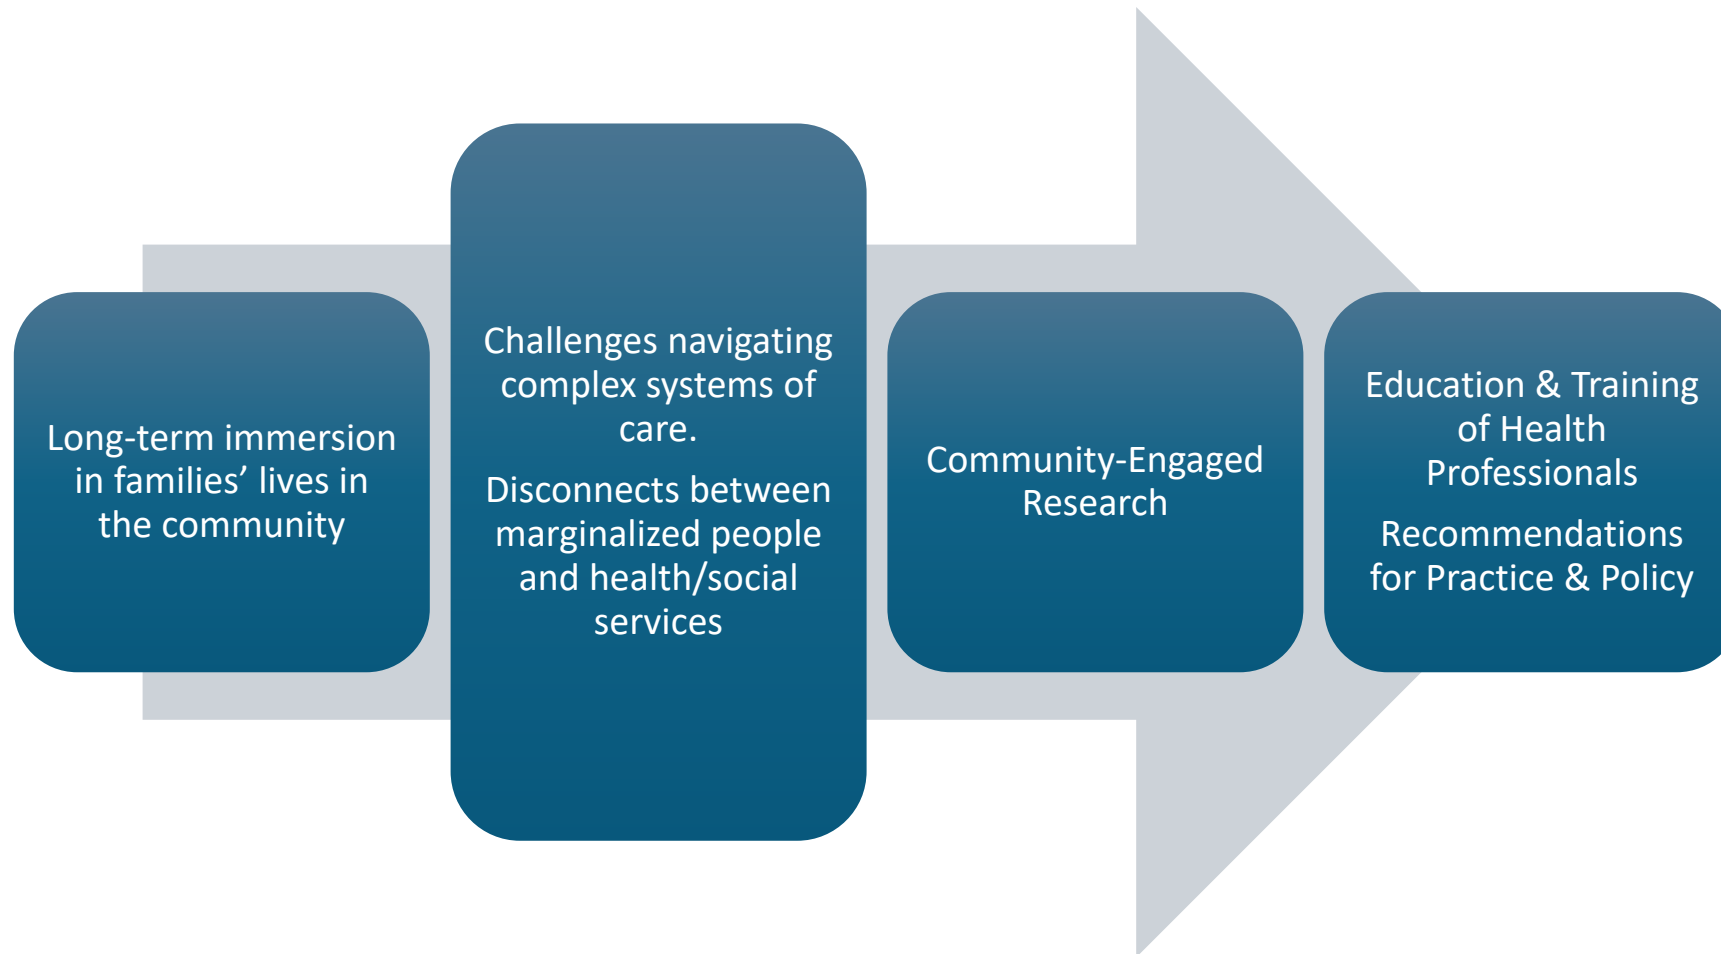 Long-term immersion
in families’ lives in
the community
Challenges navigating
complex systems of
care.
Disconnects between
marginalized people
and health/social
services
Community-Engaged
Research
Education & Training
of Health
Professionals
Recommendations
for Practice & Policy